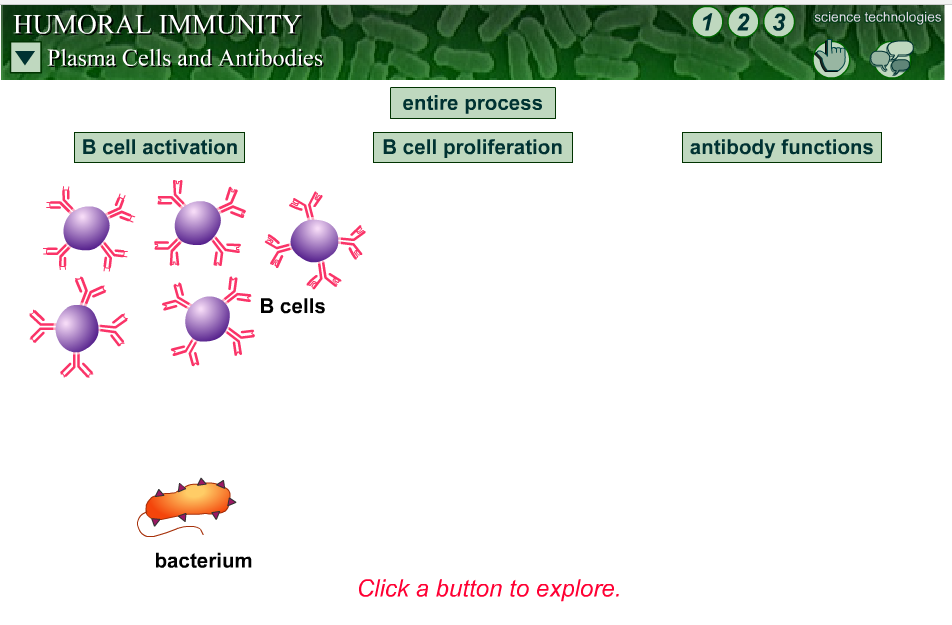 HUMORAL IMMUNITY
Plasma Cells and Antibodies
1 2 3
science technologies
entire process
B cell activation
B cell proliferation
antibody functions
B cells
bacterium
Click a button to explore.